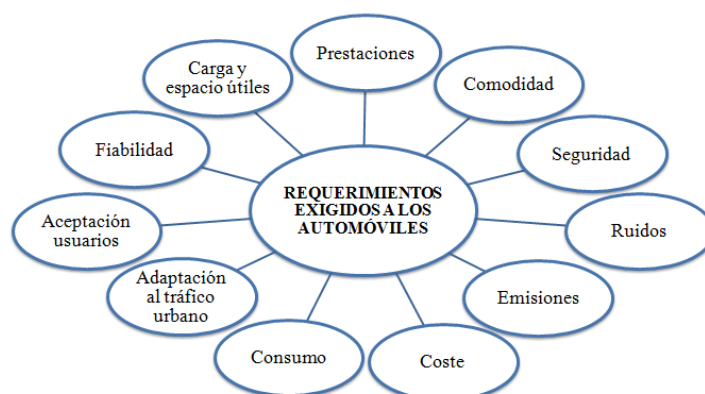 Prestaciones
Carga y
espacio útiles
Comodidad
Fiabilidad
Seguridad
REQUERIMIENTOS
EXIGIDOS A LOS
AUTOMÓVILES
Aceptación
usuarios
Ruidos
Adaptación
al tráfico
urbano
Emisiones
Consumo
Coste